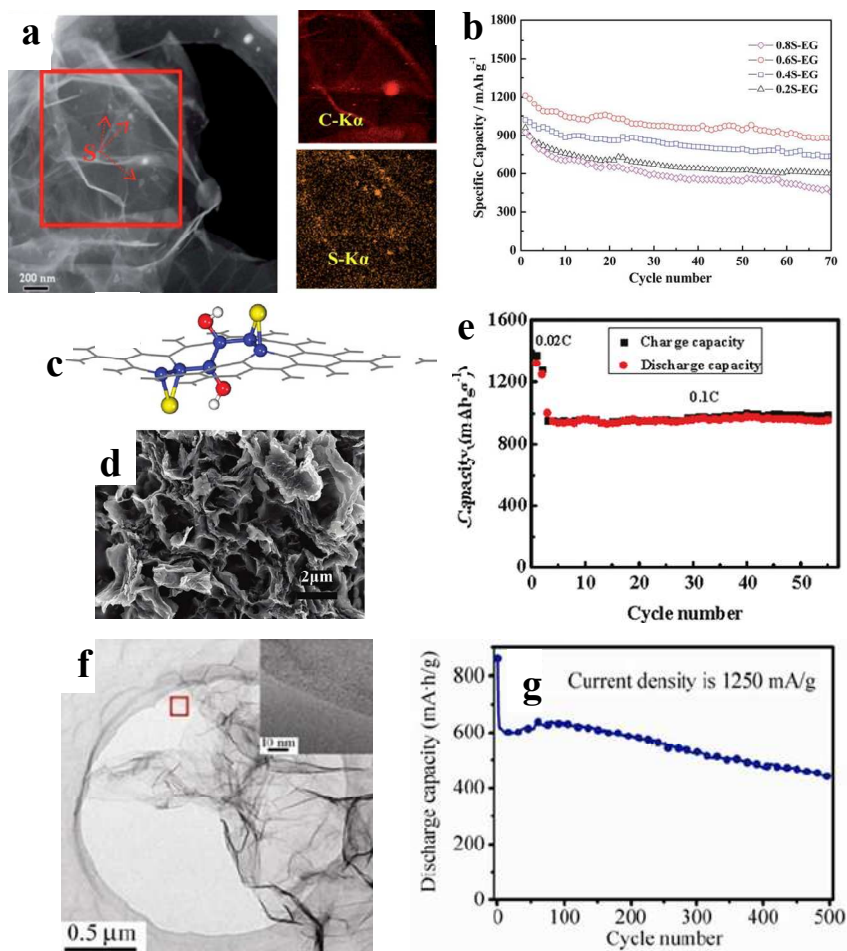 a
S
200 nm
C-Kα
S-Kα
b
Specific Capacity / mAh g⁻¹
1800
1500
1200
900
600
300
0
0.8S-EG
0.6S-EG
0.4S-EG
0.2S-EG
0 10 20 30 40 50 60 70
Cycle number
c
d
2μm
e
Capacity (mAhg⁻¹)
1600
1200
800
400
0
0.02C
Charge capacity
Discharge capacity
0.1C
0 10 20 30 40 50
Cycle number
f
10 nm
0.5 μm
g
Discharge capacity (mA·h/g)
800
600
400
200
0
Current density is 1250 mA/g
0 100 200 300 400 500
Cycle number